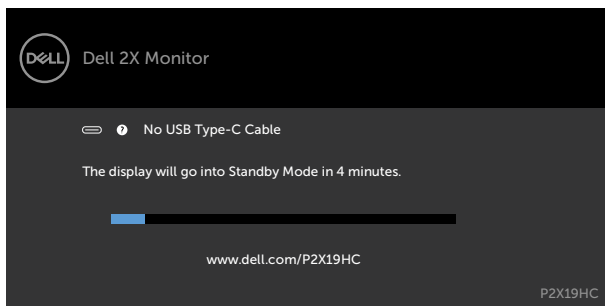 DELL
Dell 2X Monitor
? No USB Type-C Cable
The display will go into Standby Mode in 4 minutes.
www.dell.com/P2X19HC
P2X19HC